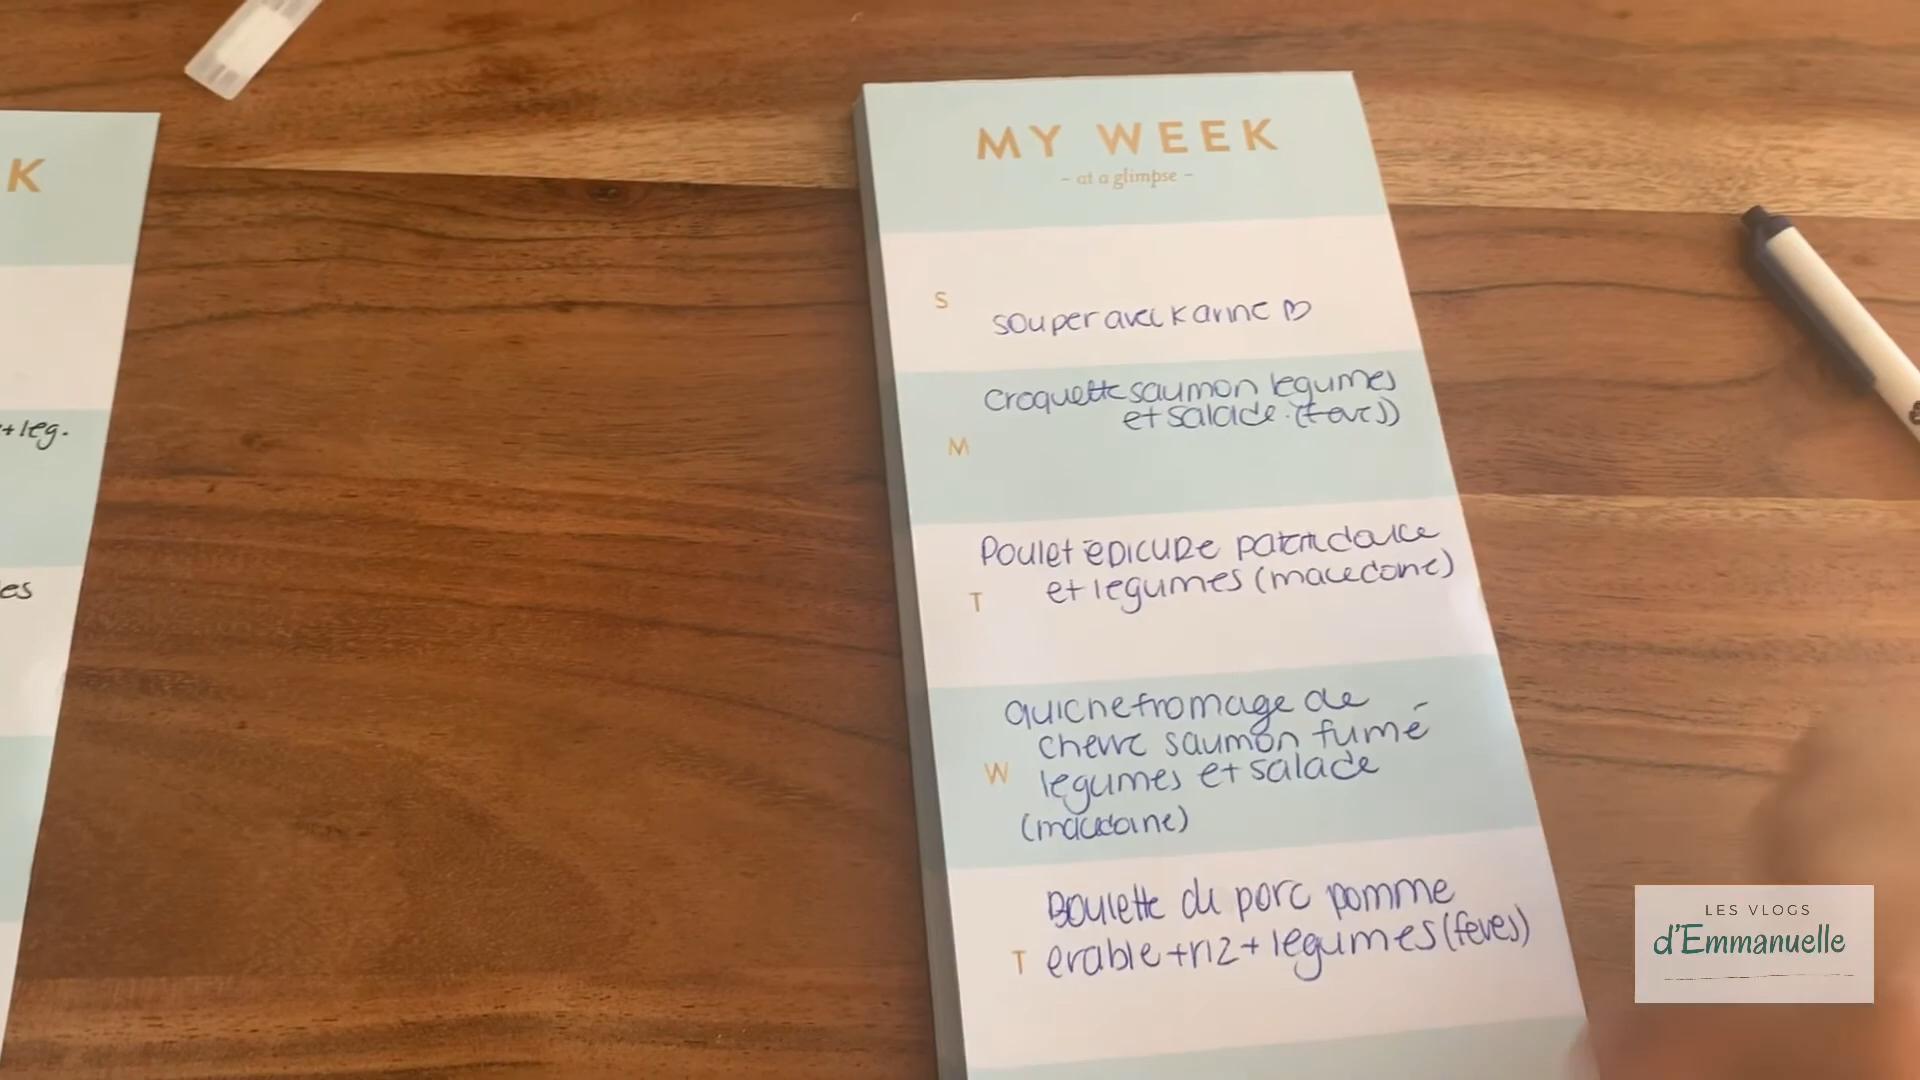 K
+leg.
es
MY WEEK
- at a glimpse -
S
souper avec Karine ♡
croquette saumon legumes
et salade. (feves)
M
Poulet epicure patate douce
et legumes (macedoine)
T
quiche fromage de
chevre saumon fumé
W
legumes et salade
(macedoine)
Boulette de porc pomme
T
erable + riz + legumes (feves)
LES VLOGS
d'Emmanuelle